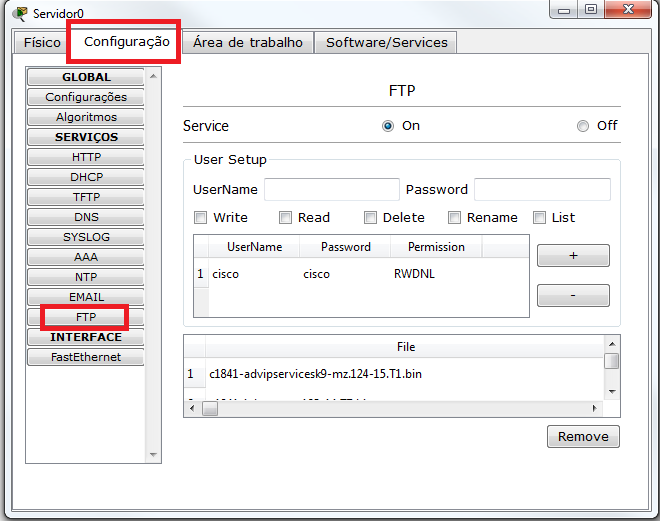 Servidor0
Físico Configuração Área de trabalho Software/Services
GLOBAL
Configurações
Algoritmos
SERVIÇOS
HTTP
DHCP
TFTP
DNS
SYSLOG
AAA
NTP
EMAIL
FTP
INTERFACE
FastEthernet
FTP
Service On Off
User Setup
UserName Password
Write Read Delete Rename List
UserName Password Permission
1 cisco cisco RWDNL
+
-
File
1 c1841-advipservicesk9-mz.124-15.T1.bin
Remove